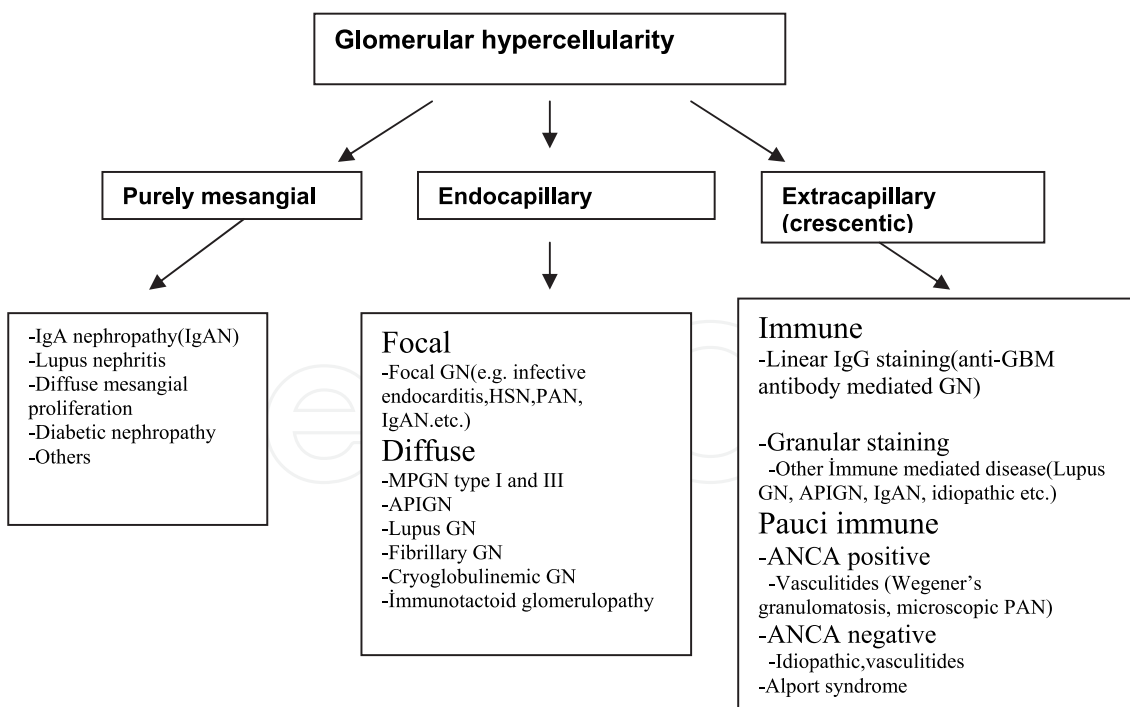 Glomerular hypercellularity
Purely mesangial
Endocapillary
Extracapillary
(crescentic)
-IgA nephropathy(IgAN)
-Lupus nephritis
-Diffuse mesangial
proliferation
-Diabetic nephropathy
-Others
Focal
-Focal GN(e.g. infective
endocarditis,HSN,PAN,
IgAN.etc.)
Diffuse
-MPGN type I and III
-APIGN
-Lupus GN
-Fibrillary GN
-Cryoglobulinemic GN
-İmmunotactoid glomerulopathy
Immune
-Linear IgG staining(anti-GBM
antibody mediated GN)
-Granular staining
-Other İmmune mediated disease(Lupus
GN, APIGN, IgAN, idiopathic etc.)
Pauci immune
-ANCA positive
-Vasculitides (Wegener’s
granulomatosis, microscopic PAN)
-ANCA negative
-Idiopathic,vasculitides
-Alport syndrome